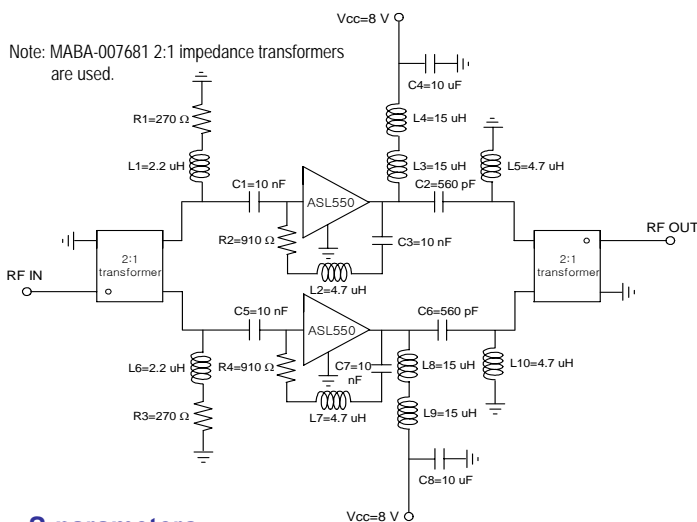 Vcc=8 V
Note: MABA-007681 2:1 impedance transformers
are used.
C4=10 uF
R1=270 Ω
L4=15 uH
L1=2.2 uH
L3=15 uH
L5=4.7 uH
C1=10 nF
C2=560 pF
ASL550
R2=910 Ω
C3=10 nF
RF OUT
2:1
transformer
2:1
transformer
RF IN
L2=4.7 uH
C5=10 nF
C6=560 pF
ASL550
L6=2.2 uH
R4=910 Ω
C7=10
nF
L8=15 uH
L10=4.7 uH
R3=270 Ω
L7=4.7 uH
L9=15 uH
C8=10 uF
Vcc=8 V